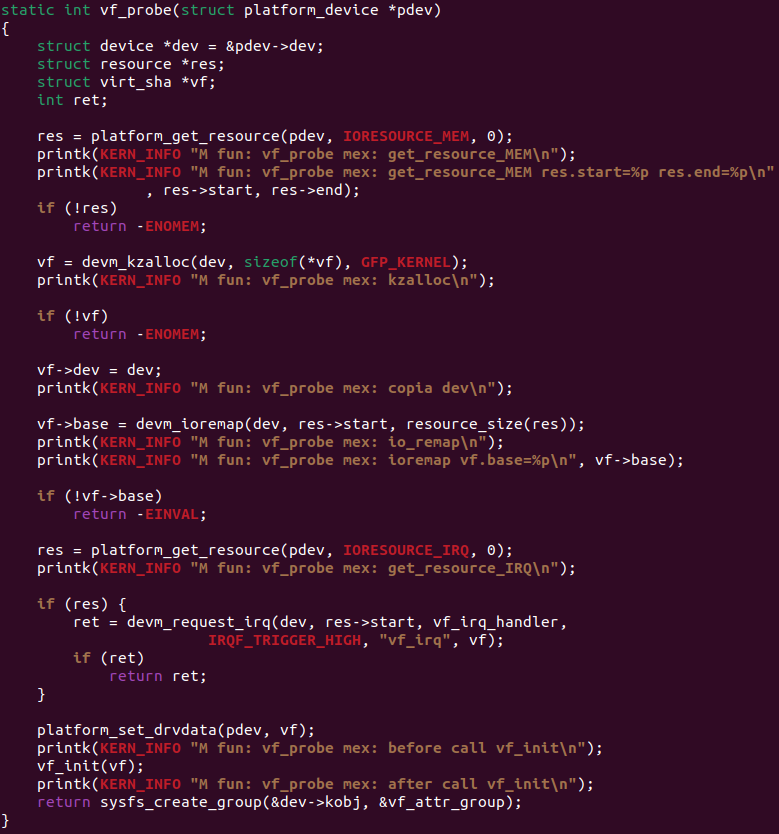 static int vf_probe(struct platform_device *pdev)
{
    struct device *dev = &pdev->dev;
    struct resource *res;
    struct virt_sha *vf;
    int ret;

    res = platform_get_resource(pdev, IORESOURCE_MEM, 0);
    printk(KERN_INFO "M fun: vf_probe mex: get_resource_MEM\n");
    printk(KERN_INFO "M fun: vf_probe mex: get_resource_MEM res.start=%p res.end=%p\n"
            , res->start, res->end);
    if (!res)
        return -ENOMEM;

    vf = devm_kzalloc(dev, sizeof(*vf), GFP_KERNEL);
    printk(KERN_INFO "M fun: vf_probe mex: kzalloc\n");

    if (!vf)
        return -ENOMEM;

    vf->dev = dev;
    printk(KERN_INFO "M fun: vf_probe mex: copia dev\n");

    vf->base = devm_ioremap(dev, res->start, resource_size(res));
    printk(KERN_INFO "M fun: vf_probe mex: io_remap\n");
    printk(KERN_INFO "M fun: vf_probe mex: ioremap vf.base=%p\n", vf->base);

    if (!vf->base)
        return -EINVAL;

    res = platform_get_resource(pdev, IORESOURCE_IRQ, 0);
    printk(KERN_INFO "M fun: vf_probe mex: get_resource_IRQ\n");

    if (res) {
        ret = devm_request_irq(dev, res->start, vf_irq_handler,
                       IRQF_TRIGGER_HIGH, "vf_irq", vf);
        if (ret)
            return ret;
    }

    platform_set_drvdata(pdev, vf);
    printk(KERN_INFO "M fun: vf_probe mex: before call vf_init\n");
    vf_init(vf);
    printk(KERN_INFO "M fun: vf_probe mex: after call vf_init\n");
    return sysfs_create_group(&dev->kobj, &vf_attr_group);
}